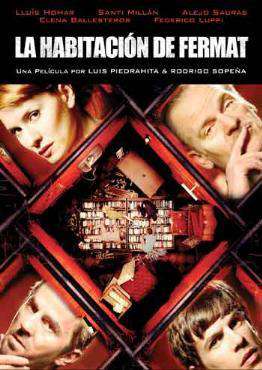 LLUÍS HOMAR SANTI MILLÁN ALEJO SAURAS
ELENA BALLESTEROS FEDERICO LUPPI
LA HABITACIÓN DE FERMAT
UNA PELÍCULA POR LUIS PIEDRAHITA & RODRIGO SOPEÑA